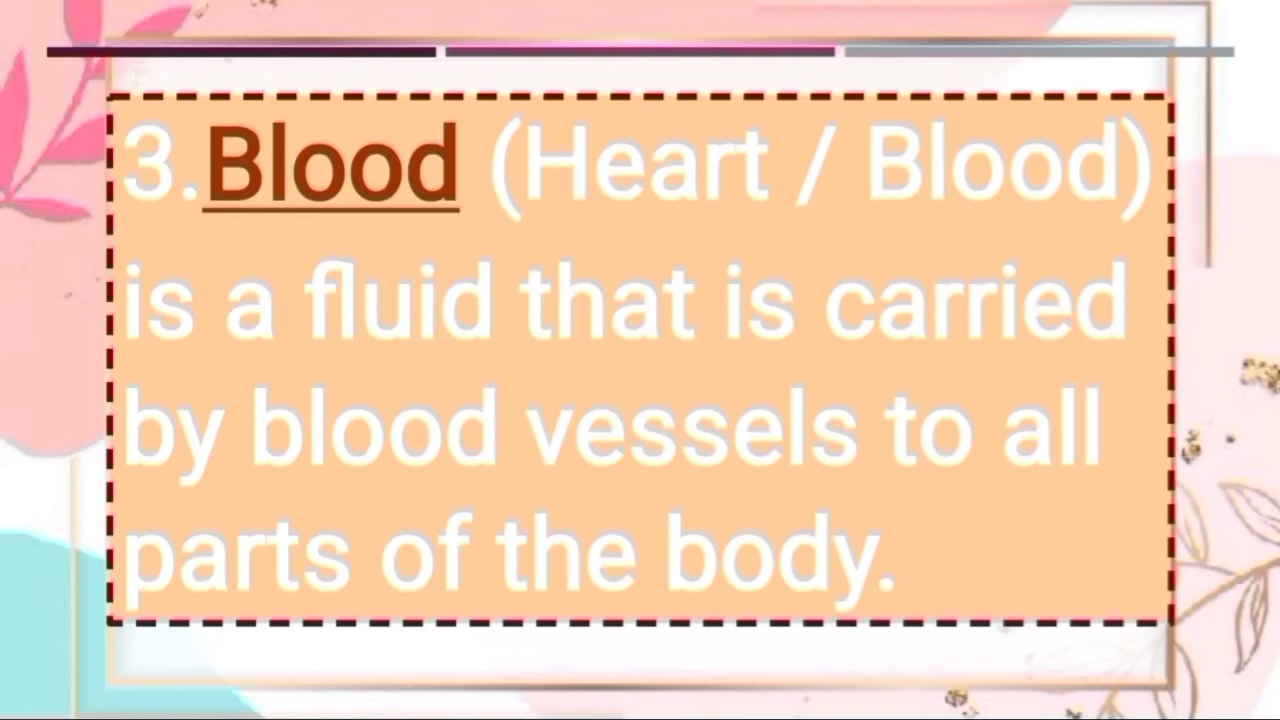 3.Blood (Heart / Blood)
is a fluid that is carried
by blood vessels to all
parts of the body.